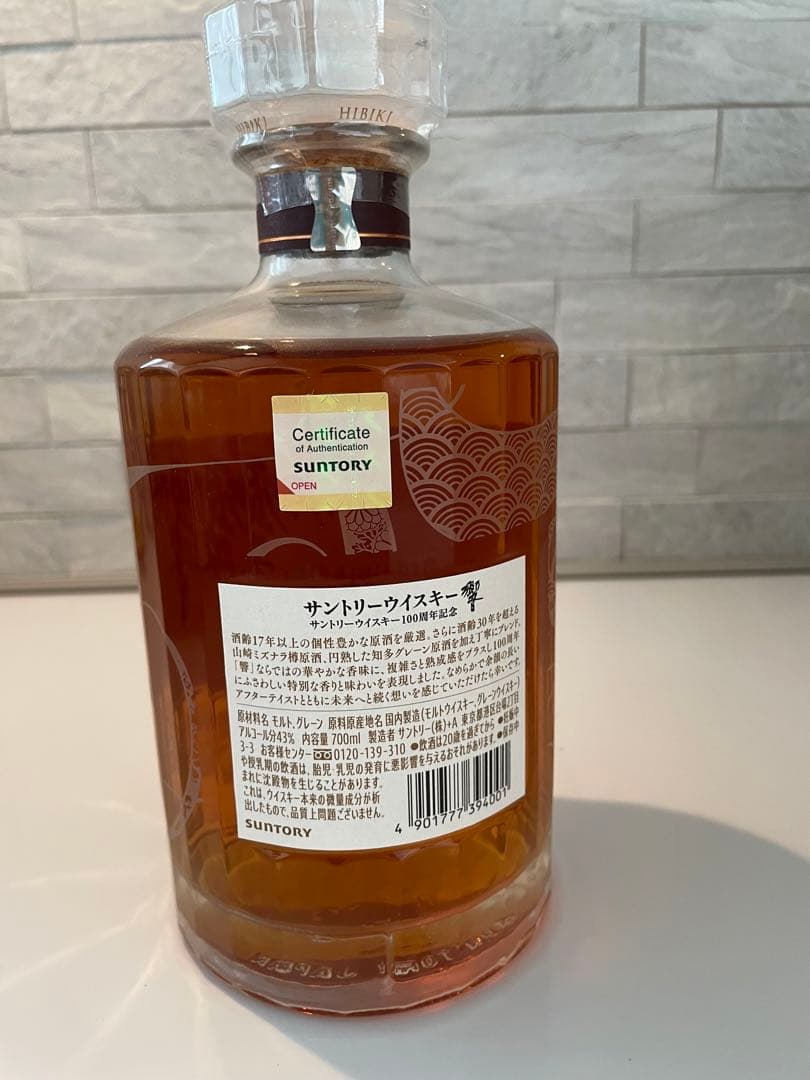 HIBIKI
HIBIKI
Certificate
of Authentication
SUNTORY
OPEN
サントリーウイスキー 響
サントリーウイスキー100周年記念
酒齢17年以上の個性豊かな原酒を厳選。さらに酒齢30年を超える
山崎ミズナラ樽原酒、円熟した知多グレーン原酒を加え丁寧にブレンド。
「響」ならではの華やかな香味に、複雑さと熟成感をプラスし100周年
にふさわしい特別な香りと味わいを表現しました。なめらかで余韻の長い
アフターテイストとともに未来へと続く想いを感じていただけたら幸いです。
原材料名 モルト、グレーン 原料原産地名 国内製造(モルトウイスキー、グレーンウイスキー)
アルコール分43% 内容量700ml 製造者 サントリー(株)+A 東京都港区台場2丁目
3-3 お客様センター 0120-139-310 ●飲酒は20歳を過ぎてから ●妊娠中
や授乳期の飲酒は、胎児・乳児の発育に悪影響を与えるおそれがあります。 ●保存中
まれに沈殿物を生じることがあります。
これは、ウイスキー本来の微量成分が析
出したもので、品質上問題ございません。
SUNTORY
4 901777 394001